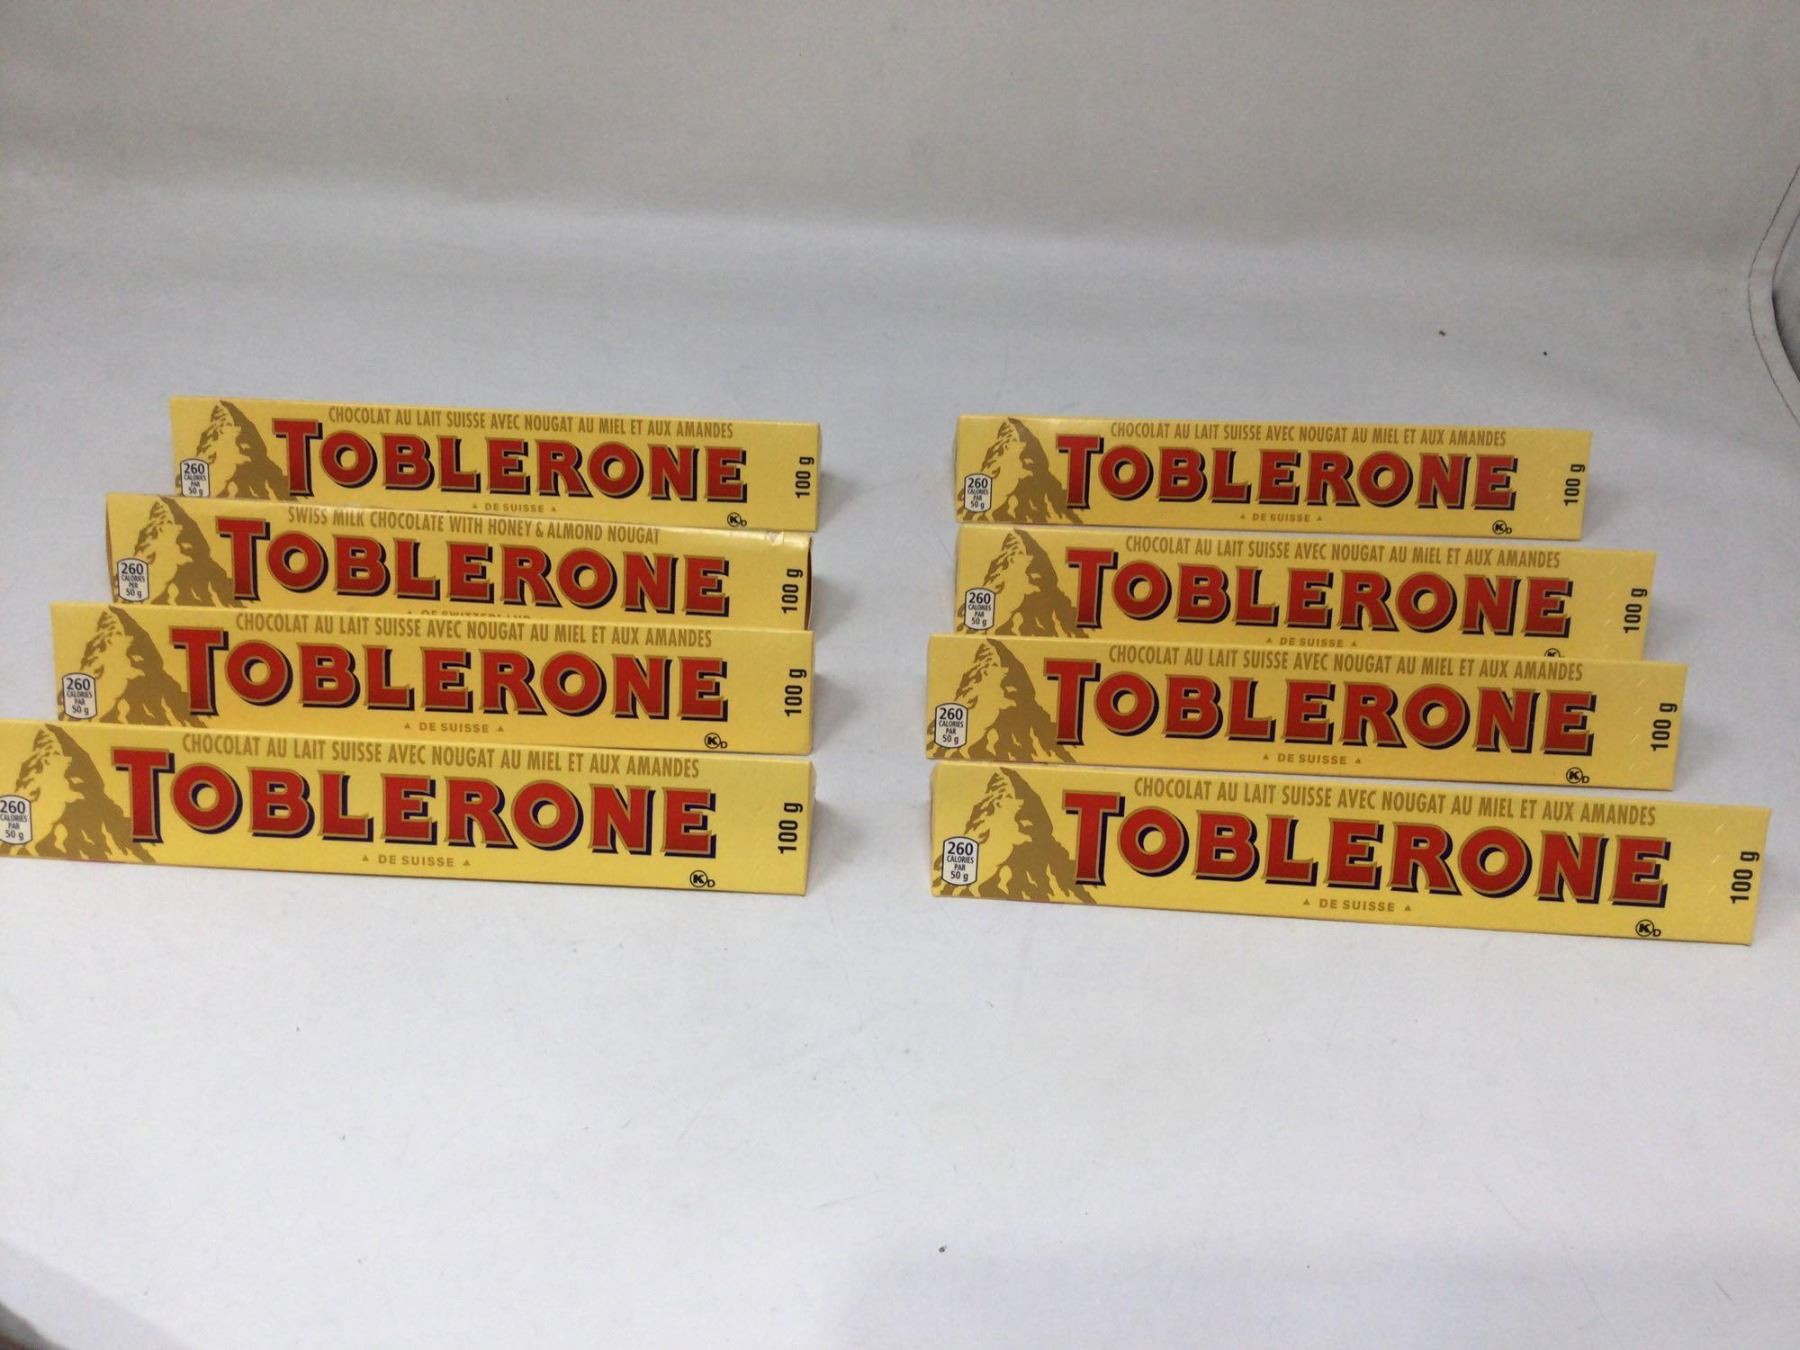 CHOCOLAT AU LAIT SUISSE AVEC NOUGAT AU MIEL ET AUX AMANDES
TOBLERONE
260
CALORIES
PAR
50 g
100 g
DE SUISSE
K D
SWISS MILK CHOCOLATE WITH HONEY & ALMOND NOUGAT
TOBLERONE
260
CALORIES
PER
50 g
100 g
OF SWITZERLAND
CHOCOLAT AU LAIT SUISSE AVEC NOUGAT AU MIEL ET AUX AMANDES
TOBLERONE
260
CALORIES
PAR
50 g
100 g
DE SUISSE
K D
CHOCOLAT AU LAIT SUISSE AVEC NOUGAT AU MIEL ET AUX AMANDES
TOBLERONE
260
CALORIES
PAR
50 g
100 g
DE SUISSE
K D
CHOCOLAT AU LAIT SUISSE AVEC NOUGAT AU MIEL ET AUX AMANDES
TOBLERONE
260
CALORIES
PAR
50 g
100 g
DE SUISSE
K D
CHOCOLAT AU LAIT SUISSE AVEC NOUGAT AU MIEL ET AUX AMANDES
TOBLERONE
260
CALORIES
PAR
50 g
100 g
DE SUISSE
K
CHOCOLAT AU LAIT SUISSE AVEC NOUGAT AU MIEL ET AUX AMANDES
TOBLERONE
260
CALORIES
PAR
50 g
100 g
DE SUISSE
K D
CHOCOLAT AU LAIT SUISSE AVEC NOUGAT AU MIEL ET AUX AMANDES
TOBLERONE
260
CALORIES
PAR
50 g
100 g
DE SUISSE
K D